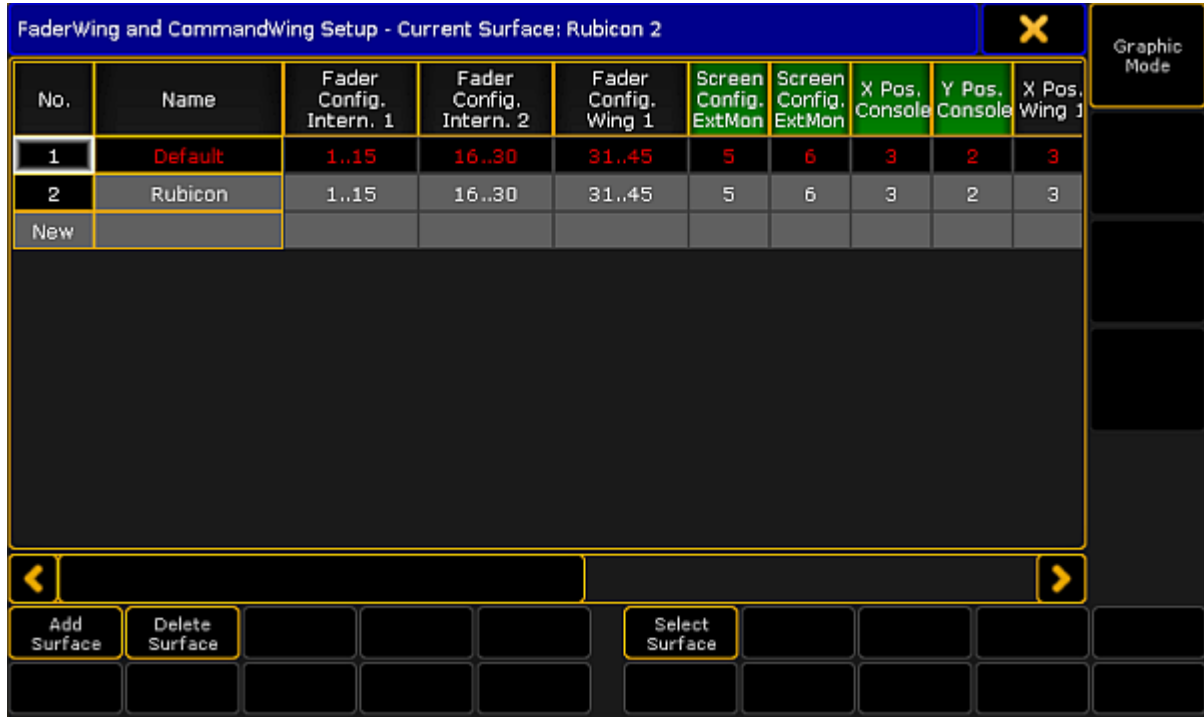 FaderWing and CommandWing Setup - Current Surface: Rubicon 2
Graphic
Mode
No. Name Fader Config. Intern. 1 Fader Config. Intern. 2 Fader Config. Wing 1 Screen Config. ExtMon Screen Config. ExtMon X Pos. Console Y Pos. Console X Pos. Wing 1
1 Default 1..15 16..30 31..45 5 6 3 2 3
2 Rubicon 1..15 16..30 31..45 5 6 3 2 3
New
Add Surface Delete Surface Select Surface